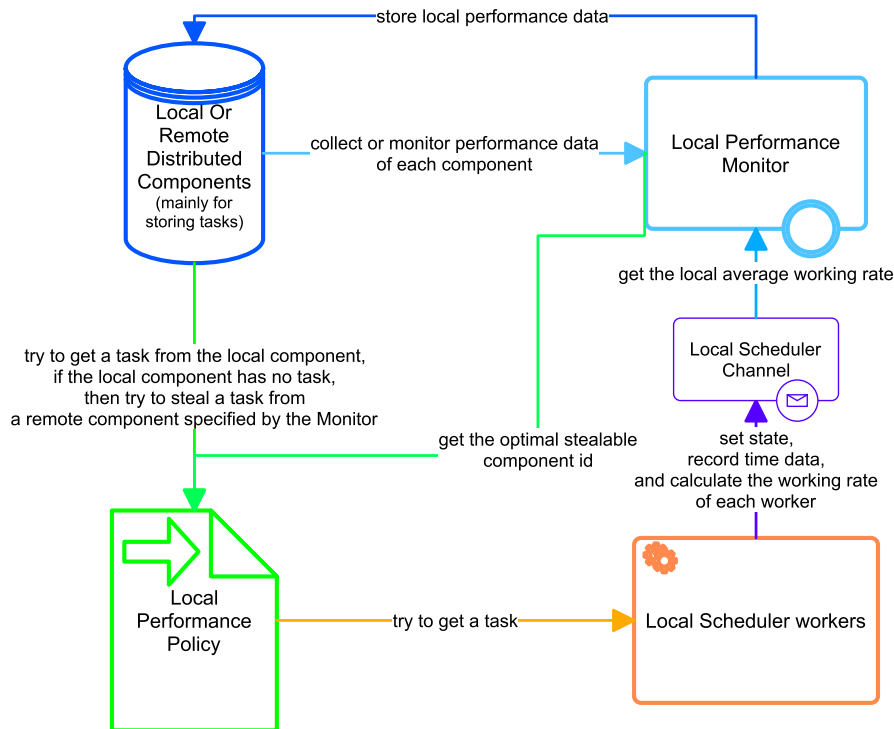 store local performance data
Local Or
Remote
Distributed
Components
(mainly for
storing tasks)
collect or monitor performance data
of each component
Local Performance
Monitor
get the local average working rate
Local Scheduler
Channel
try to get a task from the local component,
if the local component has no task,
then try to steal a task from
a remote component specified by the Monitor
get the optimal stealable
component id
set state,
record time data,
and calculate the working rate
of each worker
Local
Performance
Policy
try to get a task
Local Scheduler workers